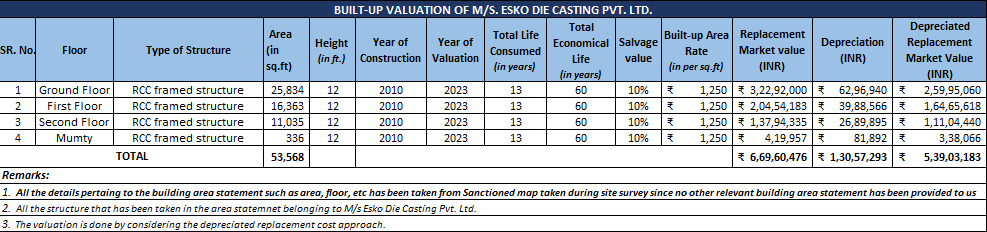 BUILT-UP VALUATION OF M/S. ESKO DIE CASTING PVT. LTD.
SR. No. Floor Type of Structure Area (in sq.ft) Height (in ft.) Year of Construction Year of Valuation Total Life Consumed (in years) Total Economical Life (in years) Salvage value Built-up Area Rate (in per sq.ft) Replacement Market value (INR) Depreciation (INR) Depreciated Replacement Market Value (INR)
1 Ground Floor RCC framed structure 25,834 12 2010 2023 13 60 10% ₹ 1,250 ₹ 3,22,92,000 ₹ 62,96,940 ₹ 2,59,95,060
2 First Floor RCC framed structure 16,363 12 2010 2023 13 60 10% ₹ 1,250 ₹ 2,04,54,183 ₹ 39,88,566 ₹ 1,64,65,618
3 Second Floor RCC framed structure 11,035 12 2010 2023 13 60 10% ₹ 1,250 ₹ 1,37,94,335 ₹ 26,89,895 ₹ 1,11,04,440
4 Mumty RCC framed structure 336 12 2010 2023 13 60 10% ₹ 1,250 ₹ 4,19,957 ₹ 81,892 ₹ 3,38,066
TOTAL 53,568 ₹ 6,69,60,476 ₹ 1,30,57,293 ₹ 5,39,03,183
Remarks:
1. All the details pertaining to the building area statement such as area, floor, etc has been taken from Sanctioned map taken during site survey since no other relevant building area statement has been provided to us
2. All the structure that has been taken in the area statemnet belonging to M/s Esko Die Casting Pvt. Ltd.
3. The valuation is done by considering the depreciated replacement cost approach.